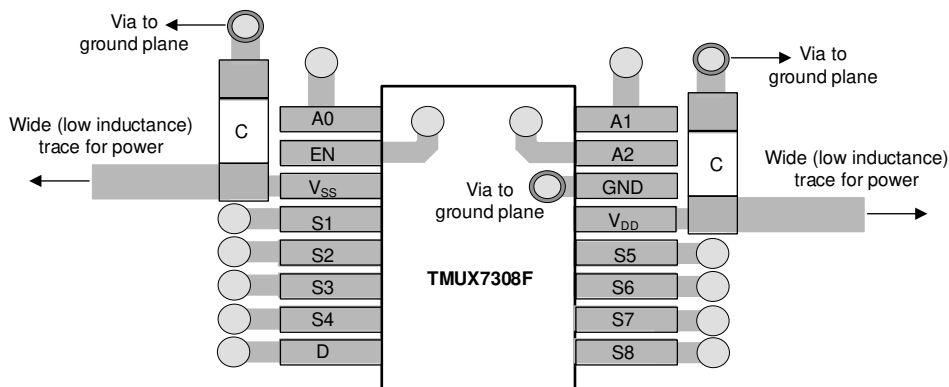 Via to
ground plane
C
Wide (low inductance)
trace for power
A0
EN
VSS
S1
S2
S3
S4
D
TMUX7308F
Via to
ground plane
A1
A2
GND
VDD
S5
S6
S7
S8
C
Via to
ground plane
Wide (low inductance)
trace for power